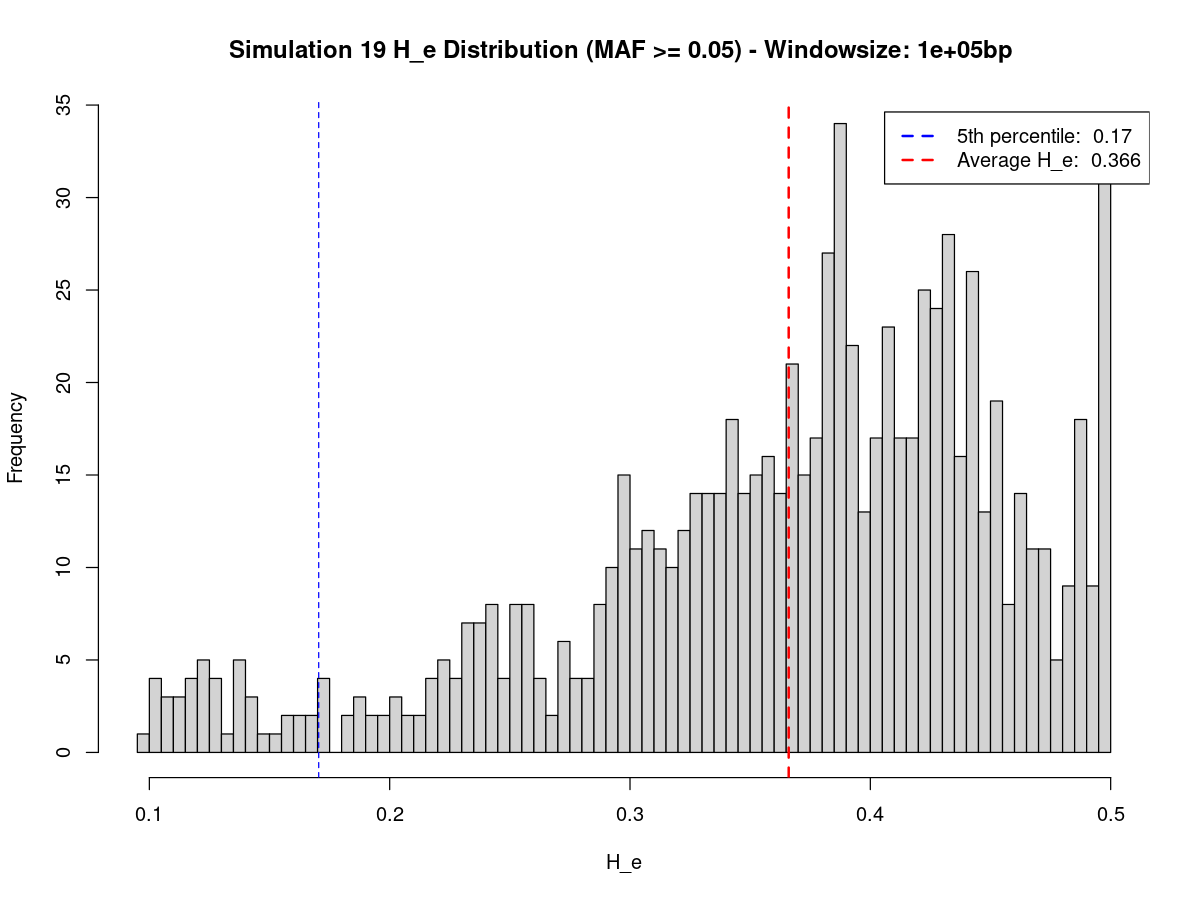 Simulation 19 H_e Distribution (MAF >= 0.05) - Windowsize: 1e+05bp
5th percentile:  0.17
Average H_e:  0.366
Frequency
35
30
25
20
15
10
5
0
0.1 0.2 0.3 0.4 0.5
H_e